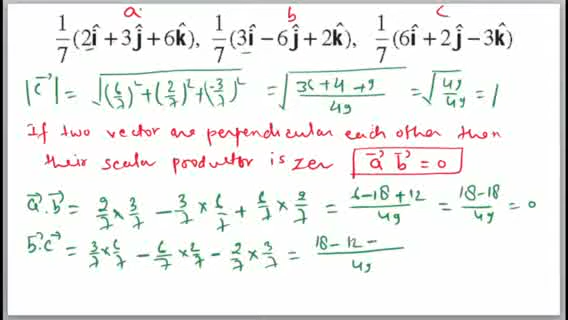 a b c
1/7(2î + 3ĵ + 6k̂), 1/7(3î − 6ĵ + 2k̂), 1/7(6î + 2ĵ − 3k̂)
|c⃗| = √((6/7)² + (2/7)² + (-3/7)²) = √((36 + 4 + 9)/49) = √(49/49) = 1
If two vector are perpendicular each other then
their scalar productor is zer a⃗ b⃗ = 0
a⃗.b⃗ = 2/7 × 3/7 − 3/7 × 6/7 + 6/7 × 2/7 = (6 − 18 + 12)/49 = (18 − 18)/49 = 0
b⃗.c⃗ = 3/7 × 6/7 − 6/7 × 2/7 − 2/7 × 3/7 = (18 − 12 −)/49